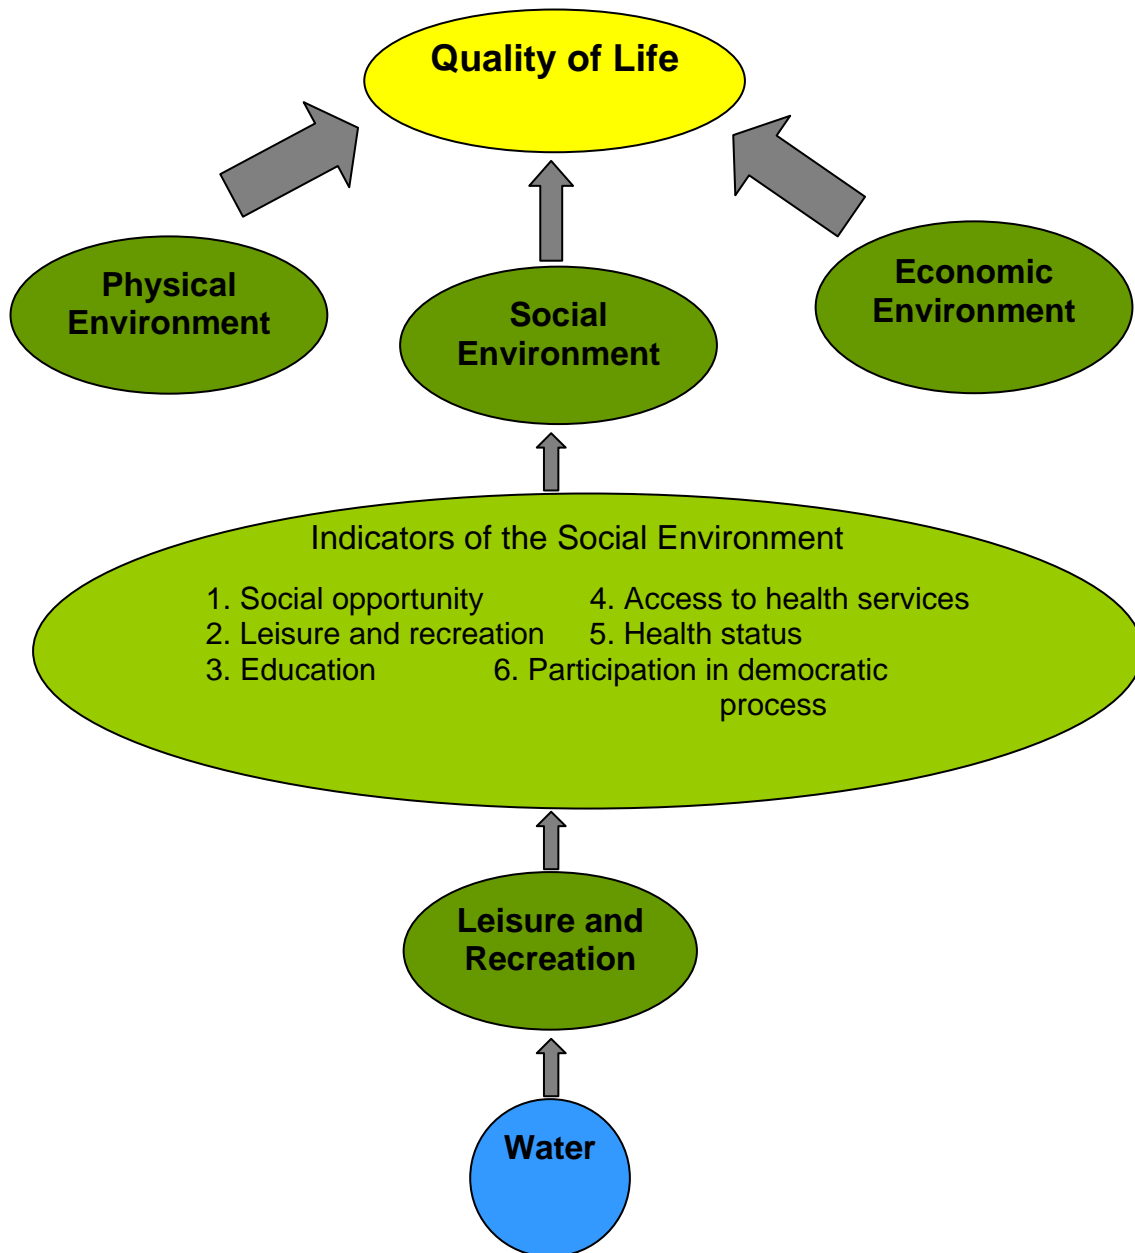 Quality of Life
Physical
Environment
Social
Environment
Economic
Environment
Indicators of the Social Environment
1. Social opportunity 4. Access to health services
2. Leisure and recreation 5. Health status
3. Education 6. Participation in democratic
process
Leisure and
Recreation
Water